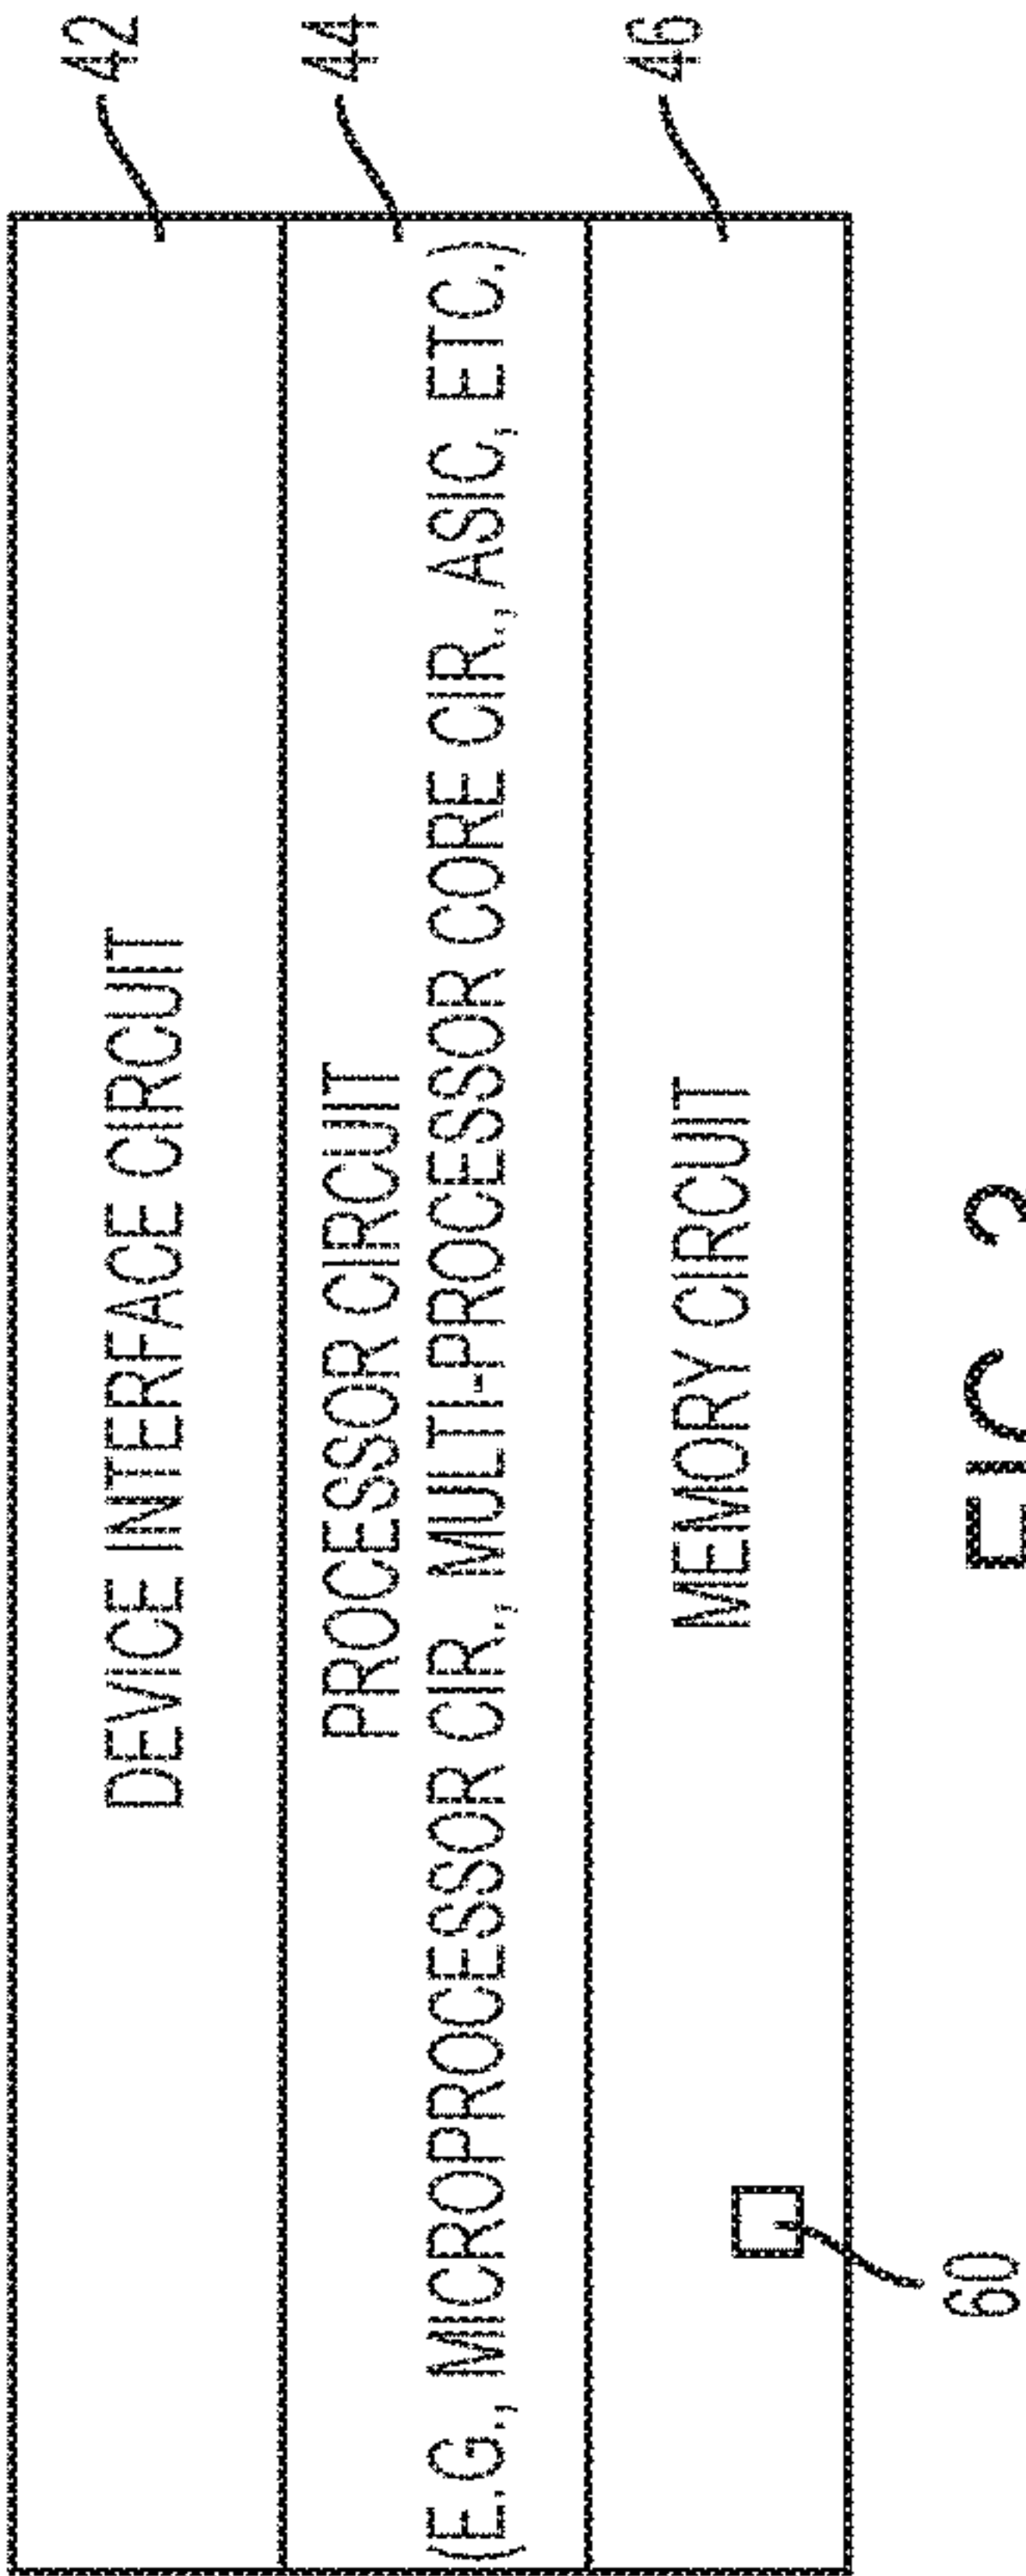 DEVICE INTERFACE CIRCUIT
42
PROCESSOR CIRCUIT
44
(E.G., MICROPROCESSOR CIR., MULTI-PROCESSOR CORE CIR., ASIC, ETC.)
MEMORY CIRCUIT
46
60
FIG